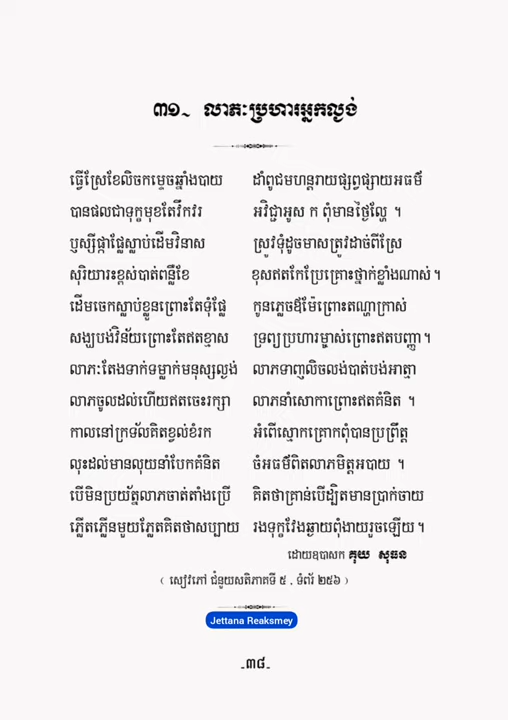 ៣១~ លាភៈប្រហារអ្នកល្ងង់
ធ្វើស្រែខែលិចកម្ទេចឆ្នាំងបាយ ដាំពូជមហន្តរាយផ្សព្វផ្សាយអធម៌
បានផលជាទុក្ខមុខតែវឹកវរ អវិជ្ជាអូស ក ពុំមានថ្ងៃល្ហែ ។
ឫស្សីផ្កាផ្លែស្លាប់ដើមវិនាស ស្រូវទុំដូចមាសត្រូវដាច់ពីស្រែ
សុរិយារះខ្ពស់បាត់ពន្លឺខែ ខុសឥតកែប្រែគ្រោះថ្នាក់ខ្លាំងណាស់ ។
ដើមចេកស្លាប់ខ្លួនព្រោះតែទុំផ្លែ កូនភ្លេចឪម៉ែព្រោះតណ្ហាក្រាស់
សង្ឃបង់វិន័យព្រោះតែឥតខ្មាស ទ្រព្យប្រហារម្ចាស់ព្រោះឥតបញ្ញា ។
លាភៈតែងទាក់ទម្លាក់មនុស្សល្ងង់ លាភទាញលិចលង់បាត់បង់អាត្មា
លាភចូលដល់ហើយឥតចេះរក្សា លាភនាំសោកាព្រោះឥតគំនិត ។
កាលនៅក្រទ័លគិតខ្វល់ខំរក អំពើស្មោកគ្រោកពុំបានប្រព្រឹត្ត
លុះដល់មានលុយនាំបែកគំនិត ចំអធម៌ពិតលាភមិត្តអបាយ ។
បើមិនប្រយ័ត្នលាភចាត់តាំងប្រើ គិតថាគ្រាន់បើដ្បិតមានប្រាក់ចាយ
ភ្លើតភ្លើនមួយភ្លែតគិតថាសប្បាយ រងទុក្ខវែងឆ្ងាយពុំងាយរួចឡើយ ។
ដោយឧបាសក គុយ សុធន
( សៀវភៅ ជំនួយសតិភាគទី ៥ , ទំព័រ ២៥៦ )
Jettana Reaksmey
-៣៨-